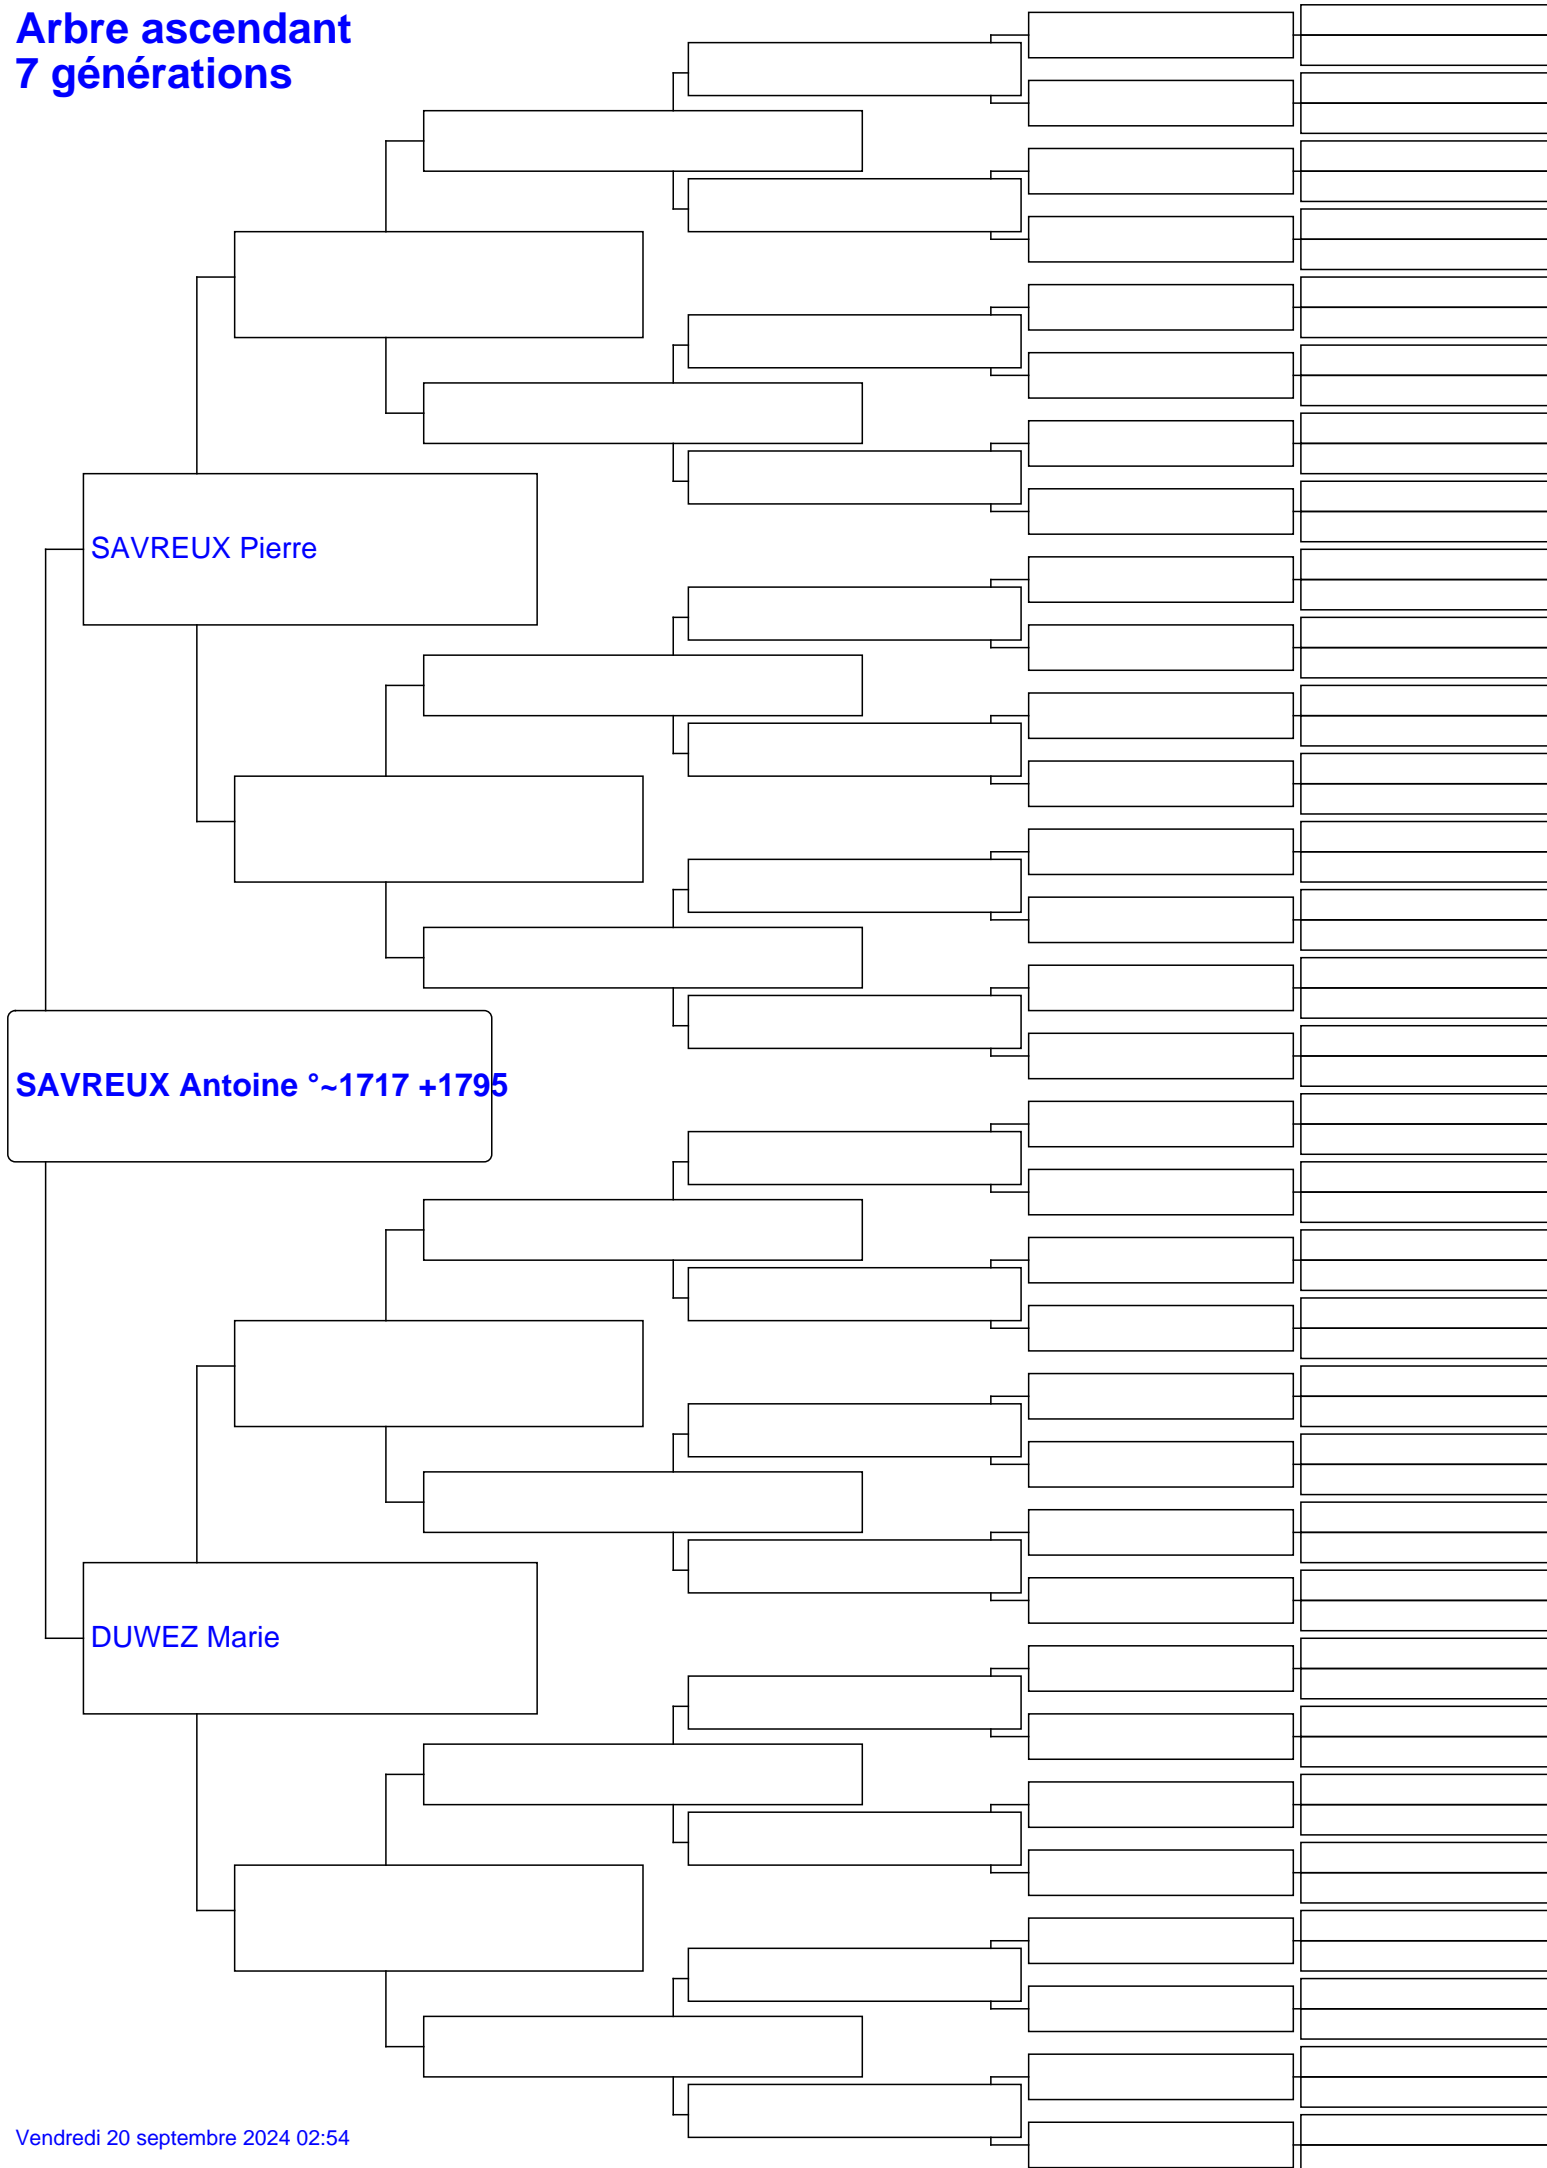 Arbre ascendant
7 générations
SAVREUX Pierre
SAVREUX Antoine °~1717 +1795
DUWEZ Marie
Vendredi 20 septembre 2024 02:54